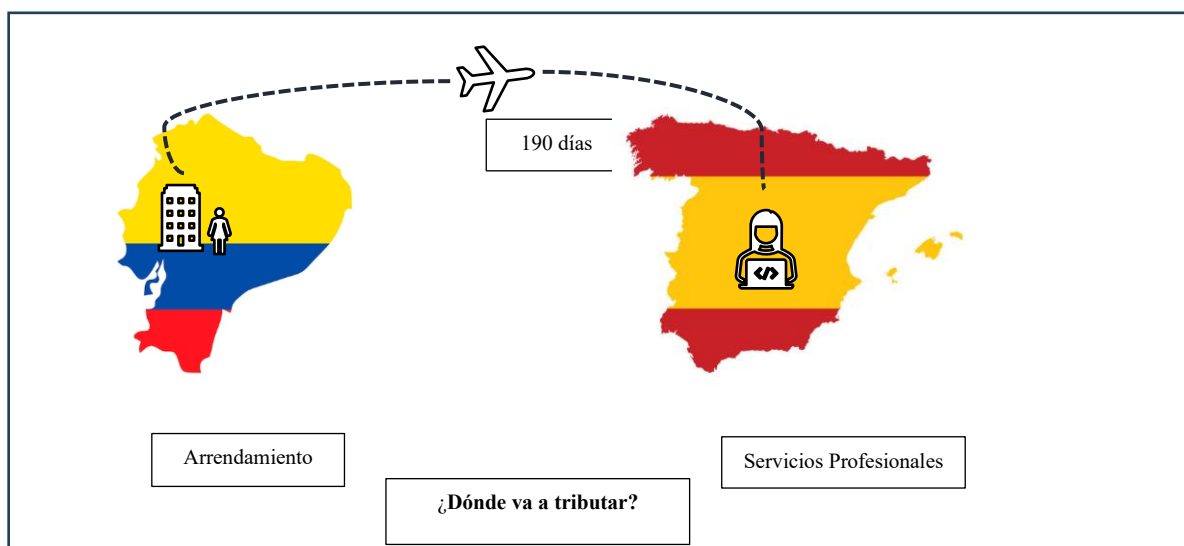 190 días
Arrendamiento
Servicios Profesionales
¿Dónde va a tributar?